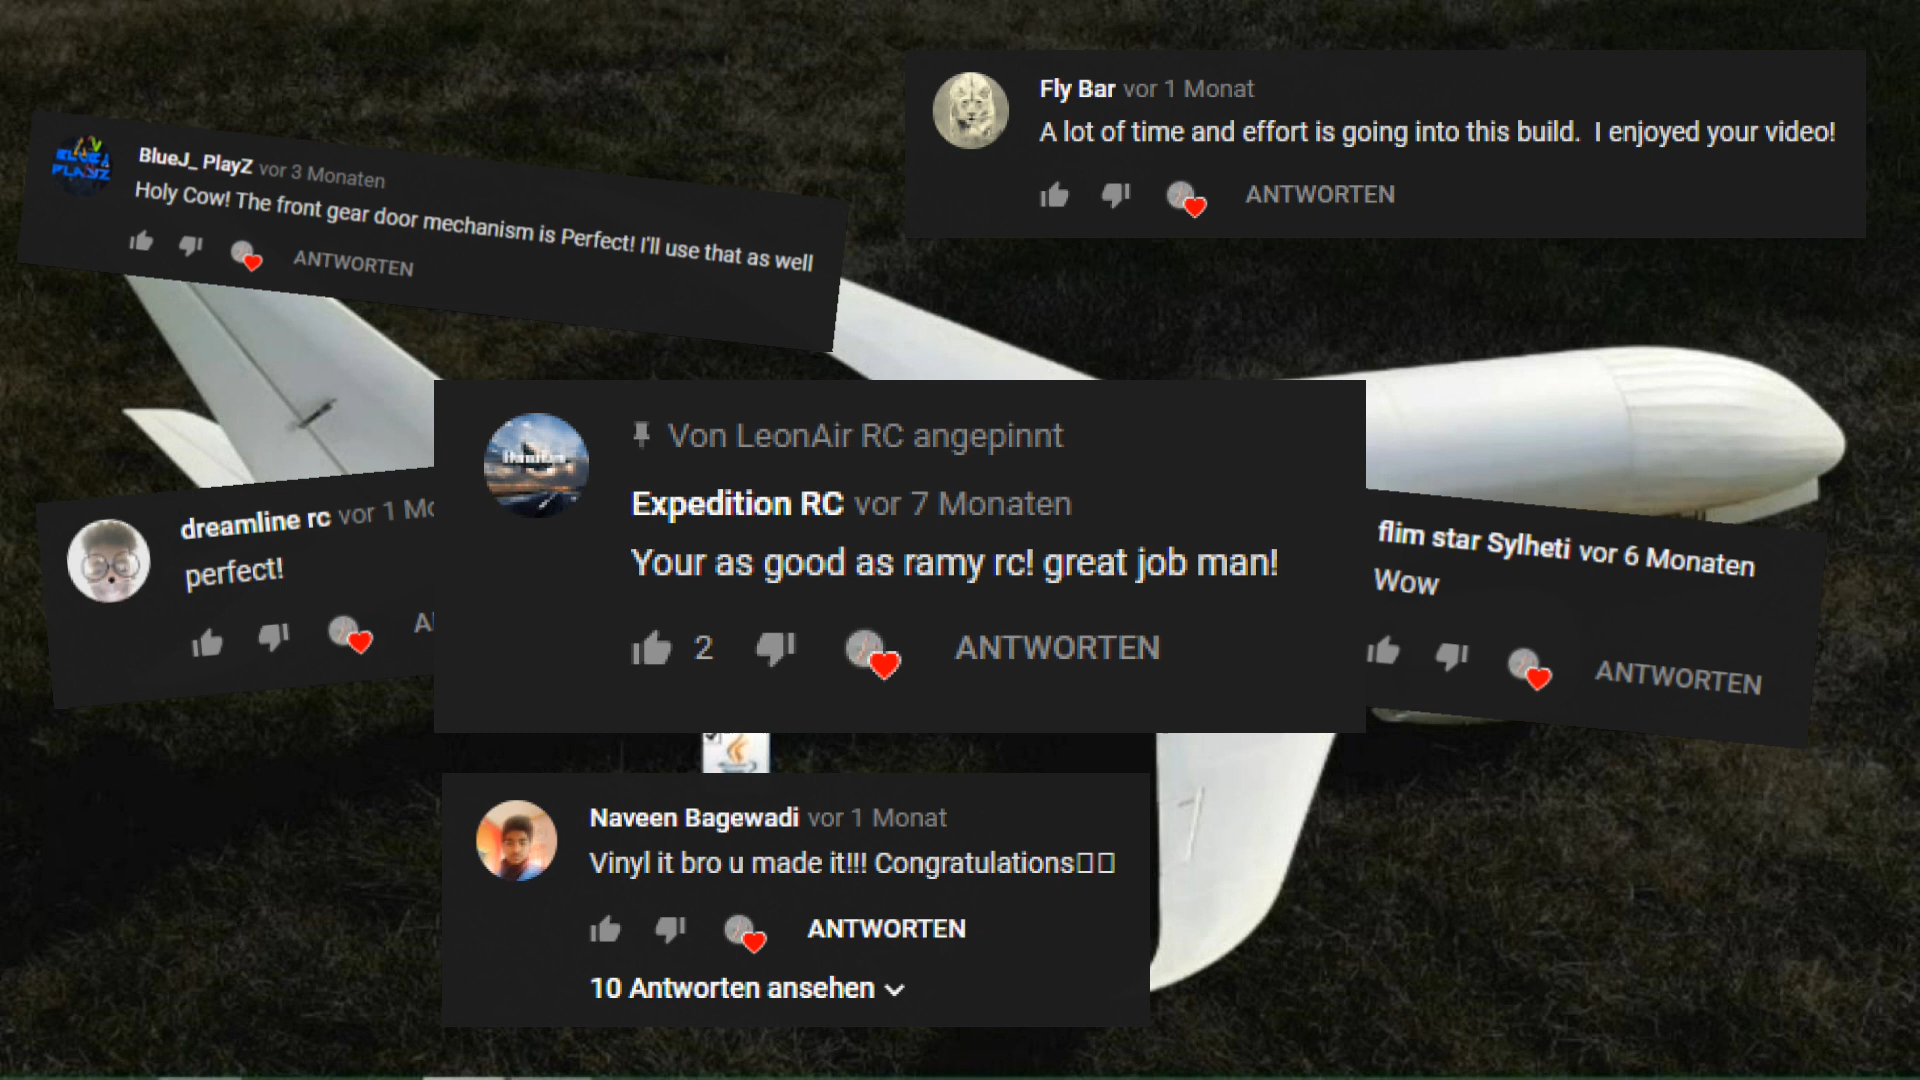 Fly Bar vor 1 Monat
A lot of time and effort is going into this build.  I enjoyed your video!
ANTWORTEN
BlueJ_ PlayZ vor 3 Monaten
Holy Cow! The front gear door mechanism is Perfect! I'll use that as well
ANTWORTEN
Von LeonAir RC angepinnt
Expedition RC vor 7 Monaten
Your as good as ramy rc! great job man!
2
ANTWORTEN
dreamline rc vor 1 Mo
perfect!
flim star Sylheti vor 6 Monaten
Wow
ANTWORTEN
Naveen Bagewadi vor 1 Monat
Vinyl it bro u made it!!! Congratulations
ANTWORTEN
10 Antworten ansehen